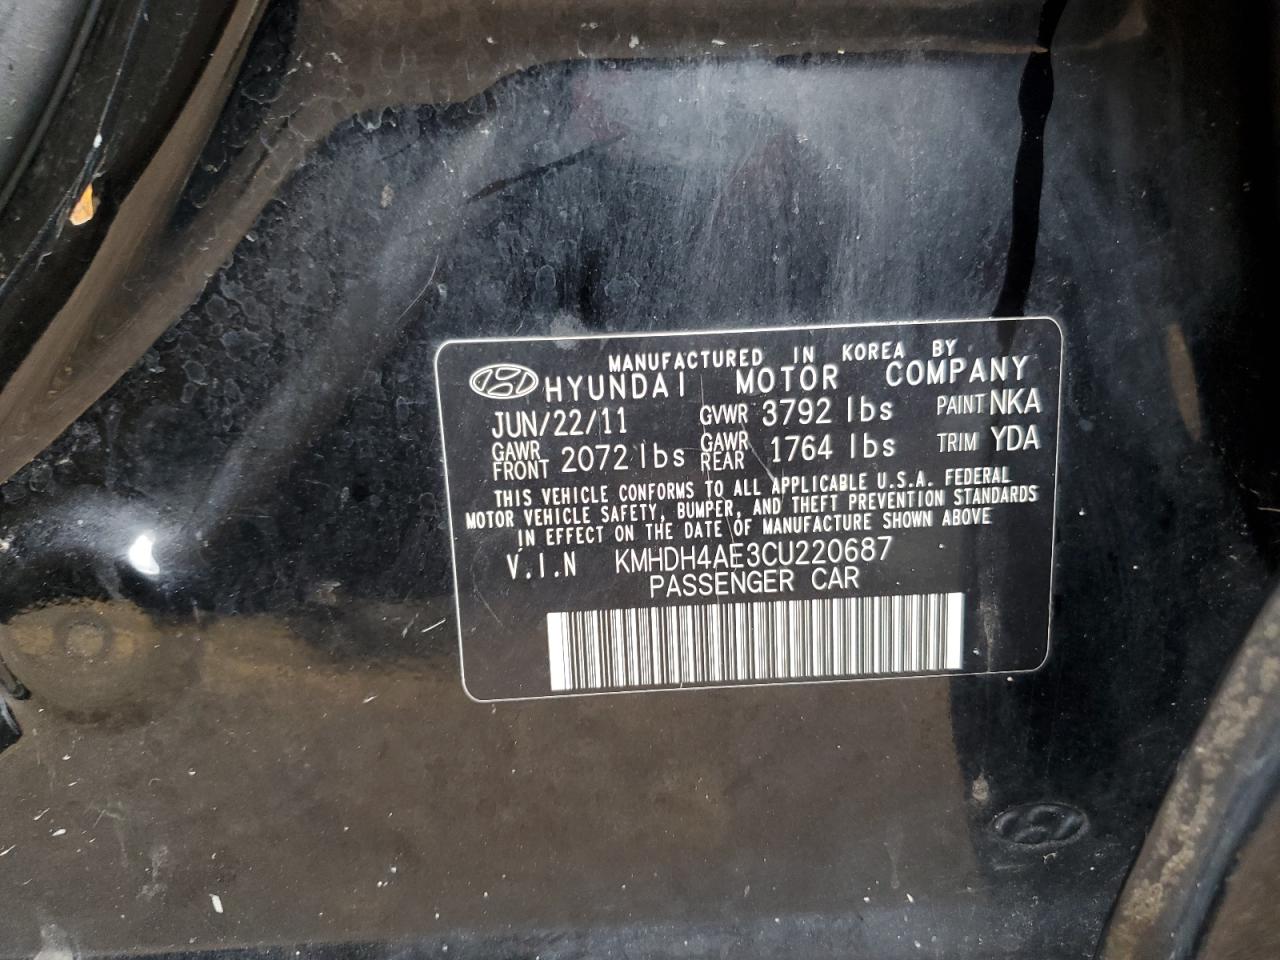 MANUFACTURED IN KOREA BY
HYUNDAI MOTOR COMPANY
JUN/22/11 GVWR 3792 lbs PAINT NKA
GAWR FRONT 2072 lbs GAWR REAR 1764 lbs TRIM YDA
THIS VEHICLE CONFORMS TO ALL APPLICABLE U.S.A. FEDERAL
MOTOR VEHICLE SAFETY, BUMPER, AND THEFT PREVENTION STANDARDS
IN EFFECT ON THE DATE OF MANUFACTURE SHOWN ABOVE
V.I.N KMHDH4AE3CU220687
PASSENGER CAR